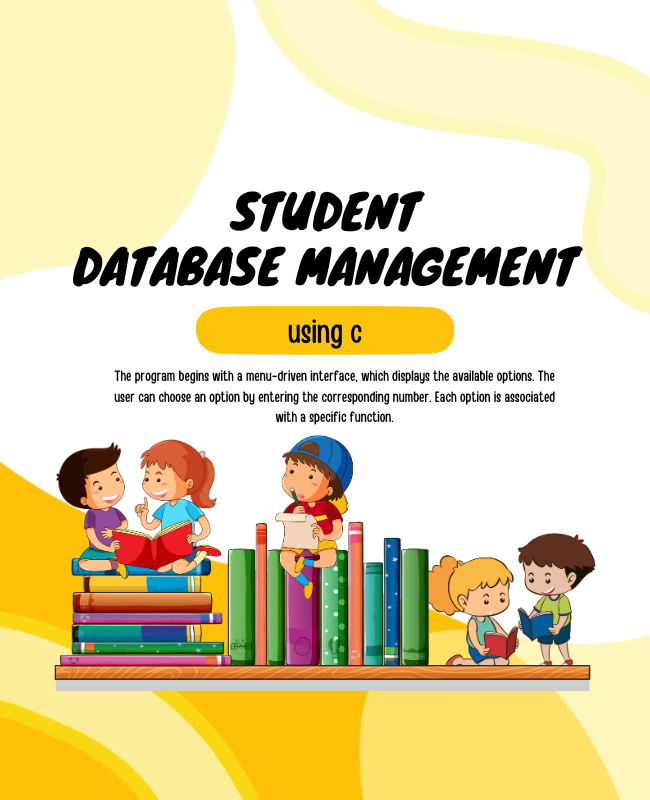 STUDENT
DATABASE MANAGEMENT
using c
The program begins with a menu-driven interface, which displays the available options. The
user can choose an option by entering the corresponding number. Each option is associated
with a specific function.